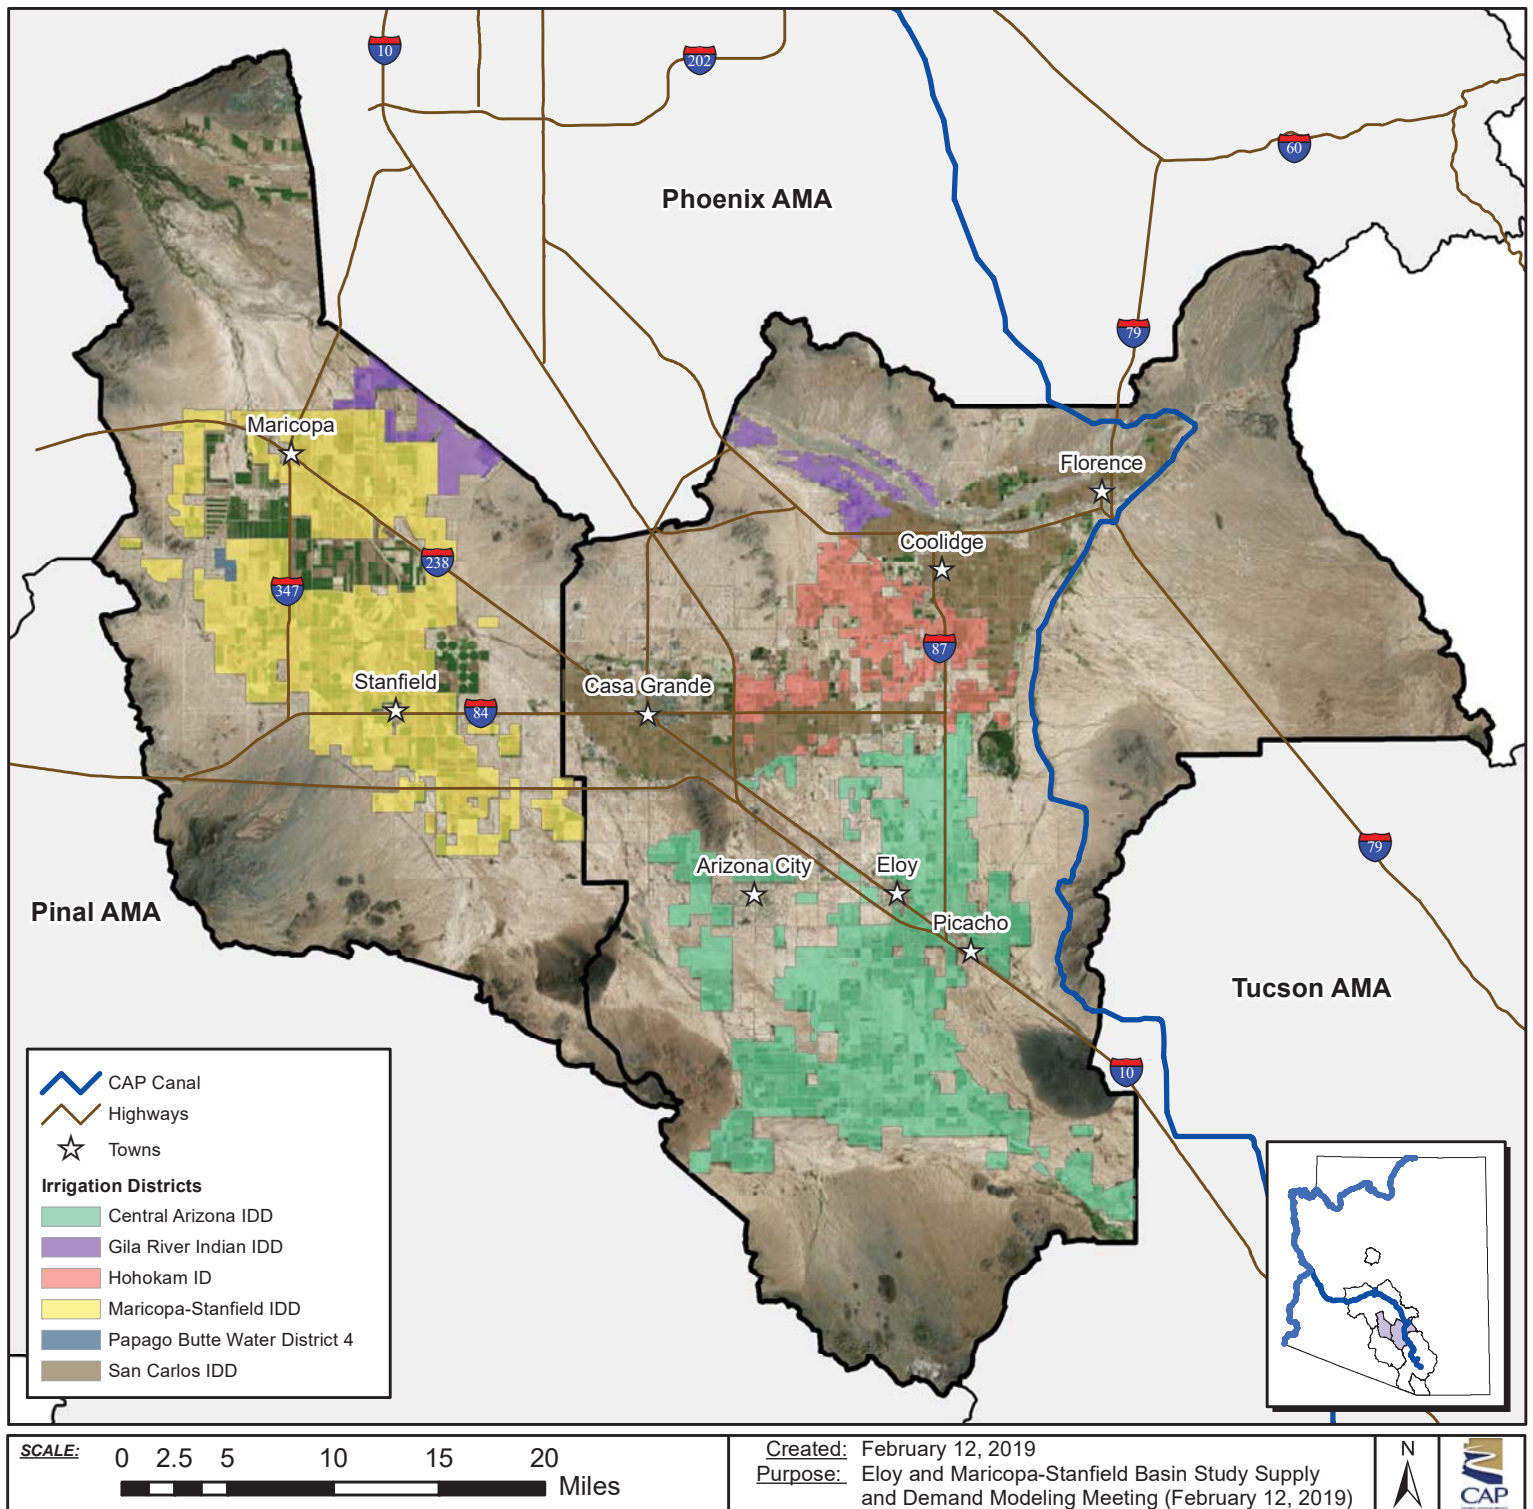 10
202
60
Phoenix AMA
79
Maricopa
Florence
Coolidge
238
347
87
Stanfield
Casa Grande
84
79
Arizona City
Eloy
Pinal AMA
Picacho
Tucson AMA
10
CAP Canal
Highways
Towns
Irrigation Districts
Central Arizona IDD
Gila River Indian IDD
Hohokam ID
Maricopa-Stanfield IDD
Papago Butte Water District 4
San Carlos IDD
SCALE:
0 2.5 5 10 15 20
Miles
Created: February 12, 2019
Purpose: Eloy and Maricopa-Stanfield Basin Study Supply
and Demand Modeling Meeting (February 12, 2019)
N
CAP